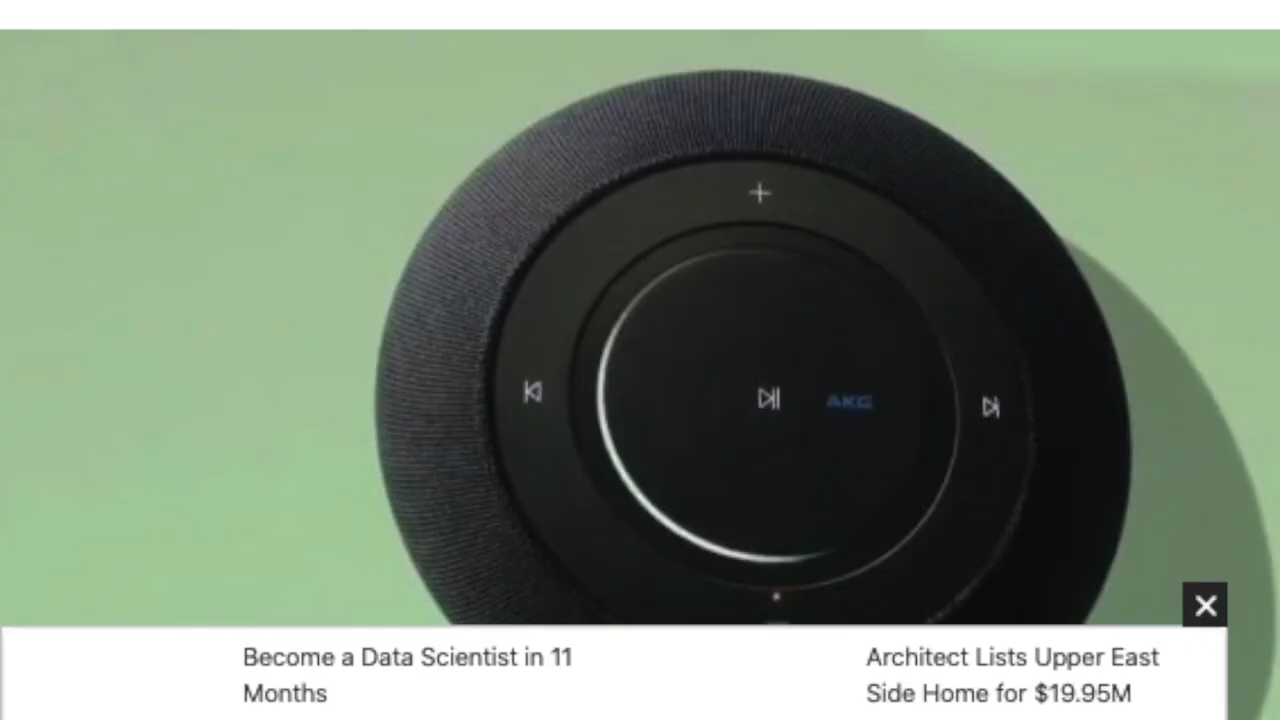 AKG
Become a Data Scientist in 11
Months
Architect Lists Upper East
Side Home for $19.95M